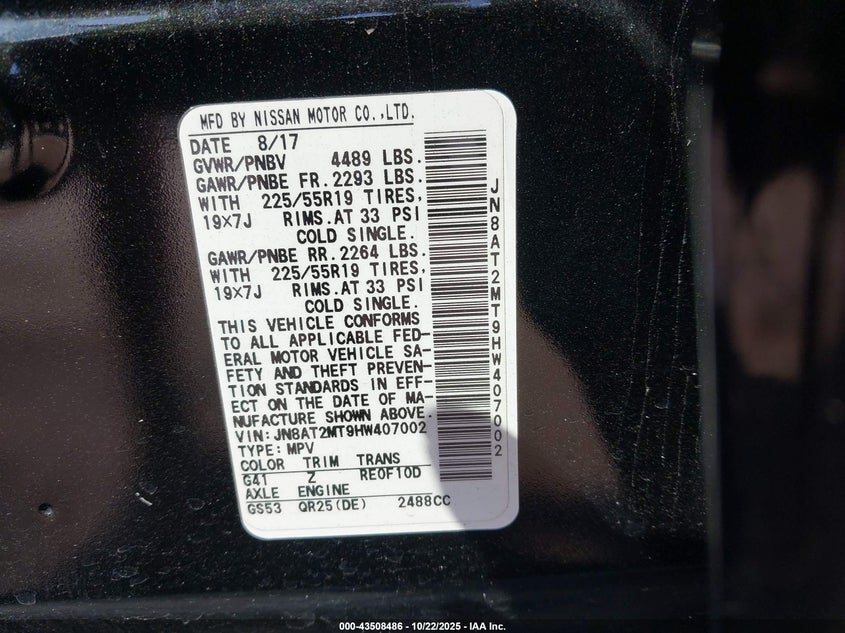 MFD BY NISSAN MOTOR CO.,LTD.
DATE 8/17
GVWR/PNBV 4489 LBS.
GAWR/PNBE FR.2293 LBS.
WITH 225/55R19 TIRES,
19X7J RIMS.AT 33 PSI
COLD SINGLE.
GAWR/PNBE RR.2264 LBS.
WITH 225/55R19 TIRES,
19X7J RIMS.AT 33 PSI
COLD SINGLE.
THIS VEHICLE CONFORMS
TO ALL APPLICABLE FED-
ERAL MOTOR VEHICLE SA-
FETY AND THEFT PREVEN-
TION STANDARDS IN EFF-
ECT ON THE DATE OF MA-
NUFACTURE SHOWN ABOVE.
VIN:JN8AT2MT9HW407002
TYPE:MPV
COLOR TRIM TRANS
G41 Z RE0F10D
AXLE ENGINE
GS53 QR25(DE) 2488CC
JN8AT2MT9HW407002
000-43508486 - 10/22/2025 - IAA Inc.